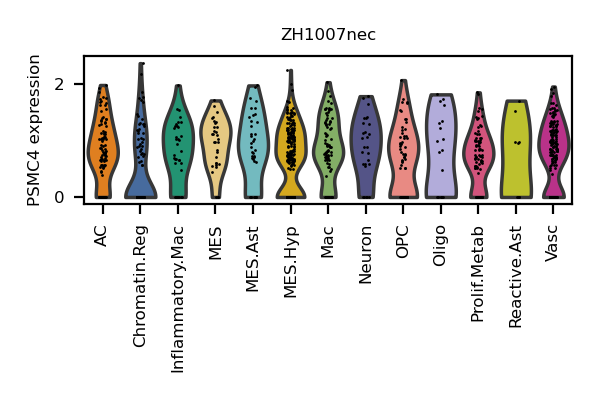 ZH1007nec
PSMC4 expression
2
0
AC
Chromatin.Reg
Inflammatory.Mac
MES
MES.Ast
MES.Hyp
Mac
Neuron
OPC
Oligo
Prolif.Metab
Reactive.Ast
Vasc